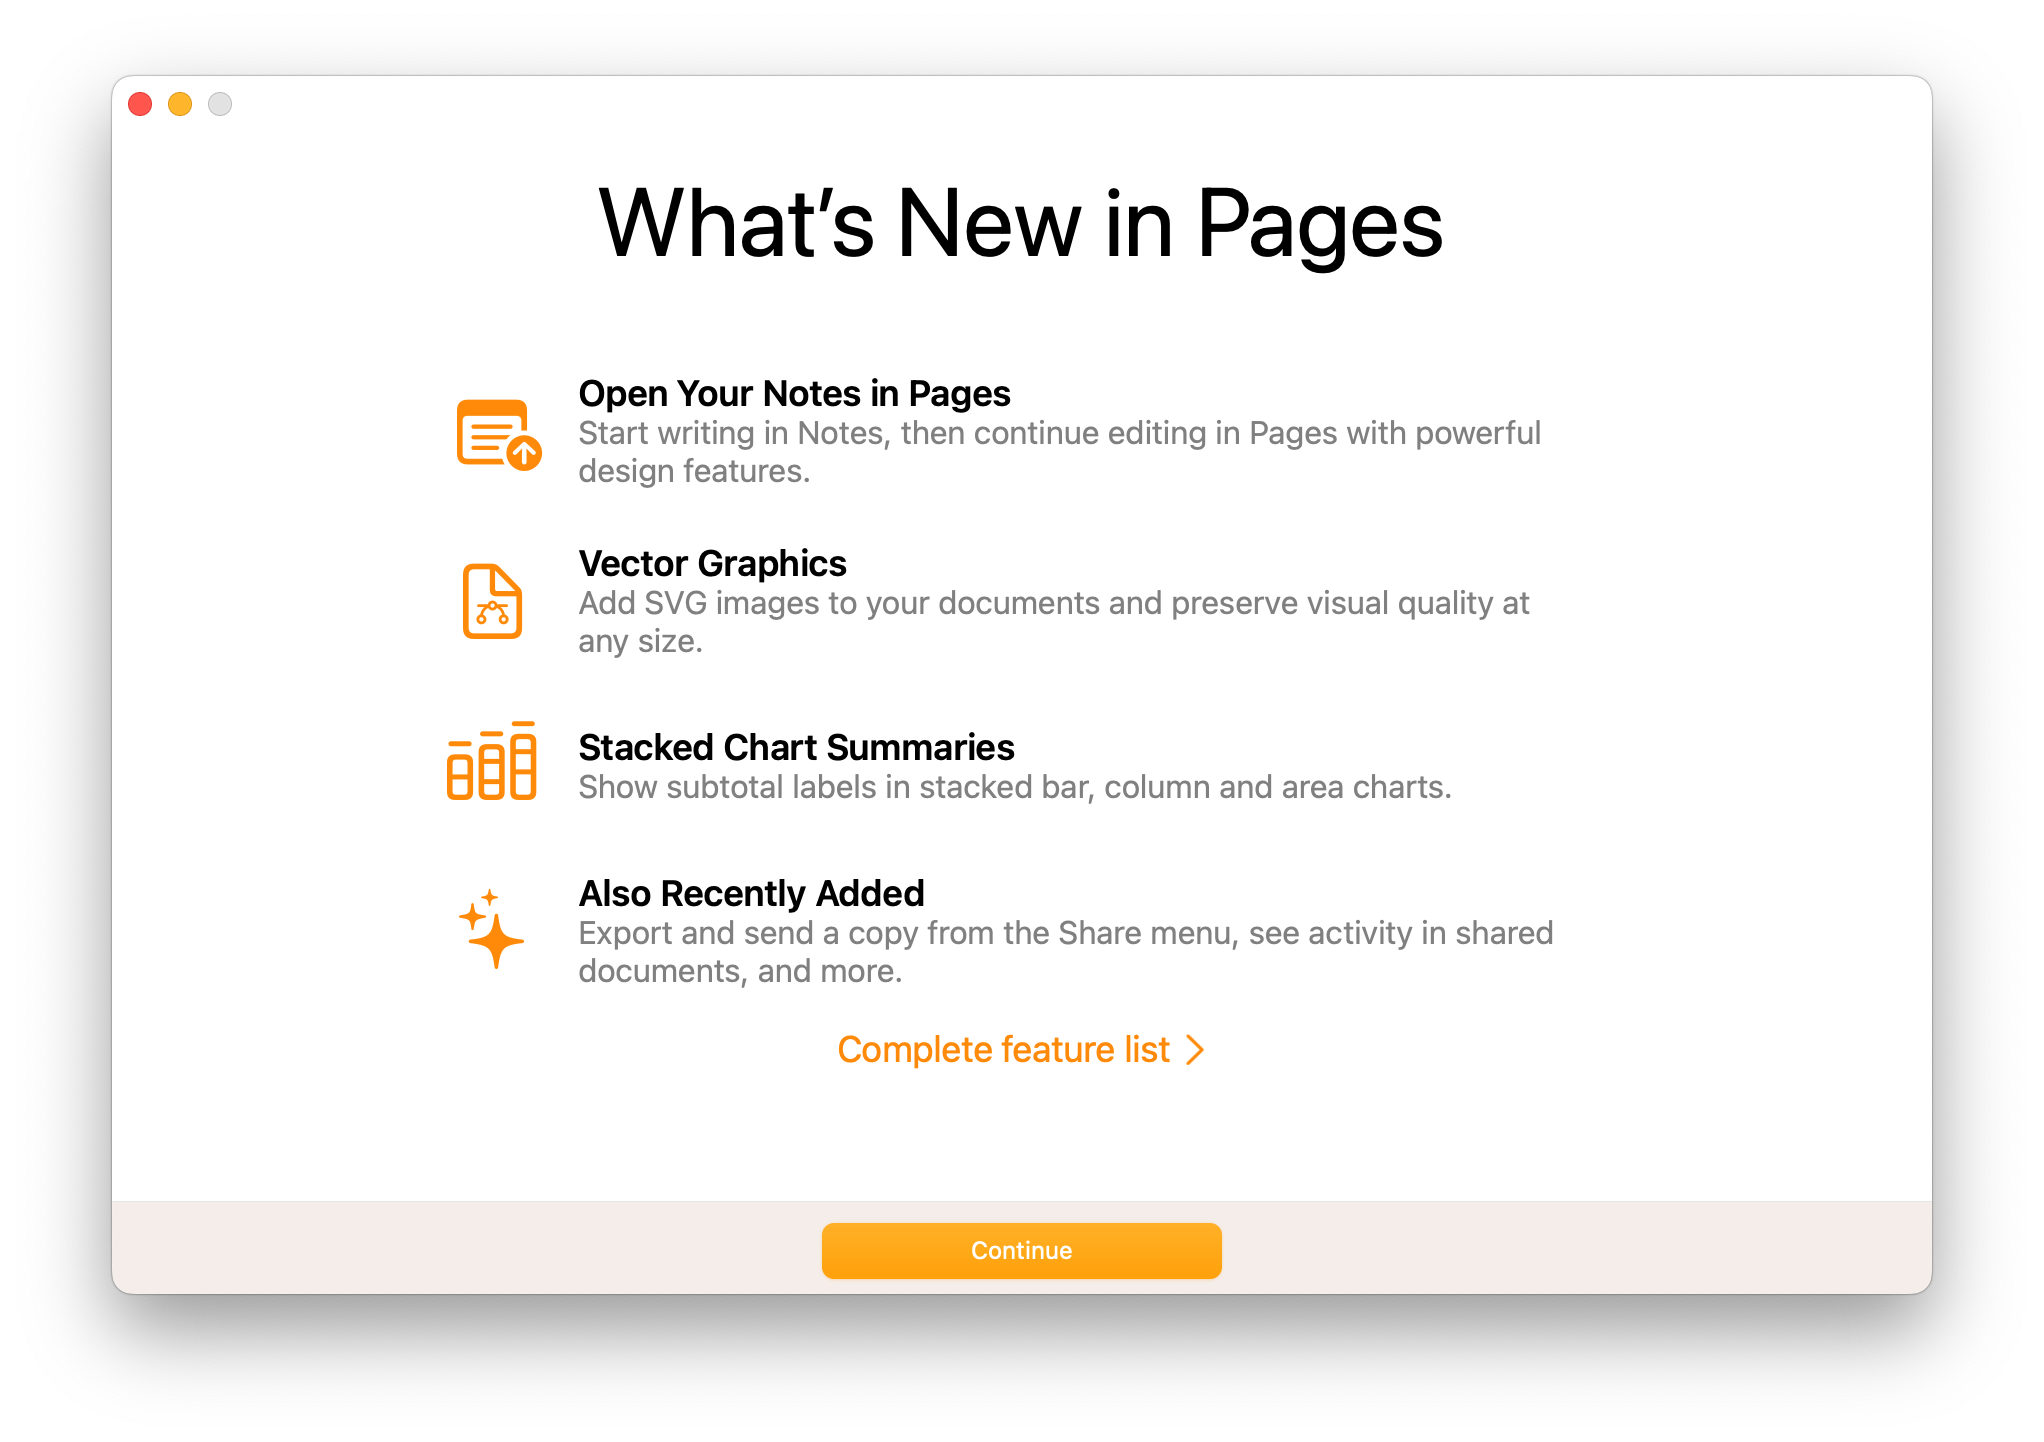 What’s New in Pages
Open Your Notes in Pages
Start writing in Notes, then continue editing in Pages with powerful
design features.
Vector Graphics
Add SVG images to your documents and preserve visual quality at
any size.
Stacked Chart Summaries
Show subtotal labels in stacked bar, column and area charts.
Also Recently Added
Export and send a copy from the Share menu, see activity in shared
documents, and more.
Complete feature list
Continue